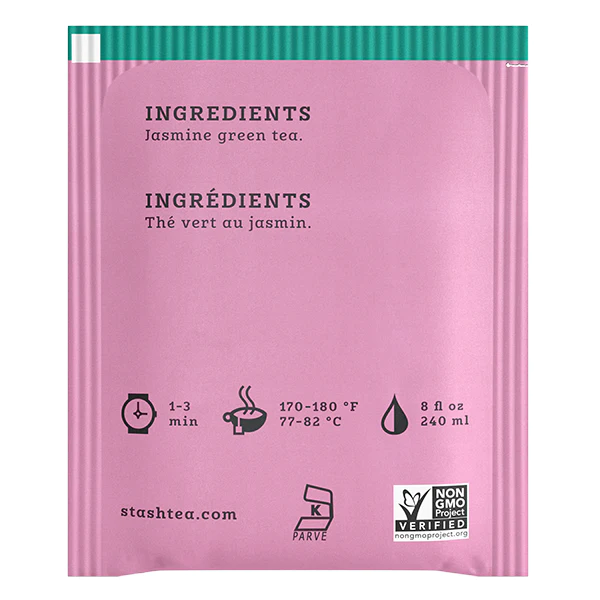 INGREDIENTS
Jasmine green tea.
INGRÉDIENTS
Thé vert au jasmin.
1-3
min
170-180 °F
77-82 °C
8 fl oz
240 ml
stashtea.com
K
PARVE
NON
GMO
Project
VERIFIED
nongmoproject.org